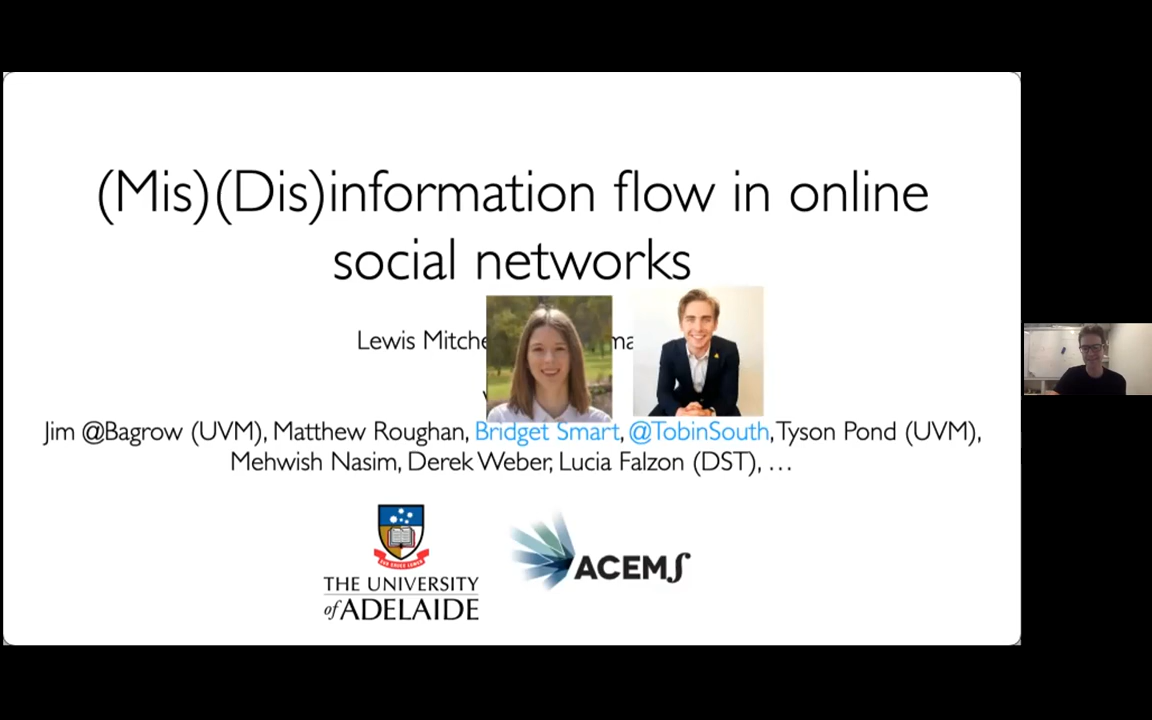 (Mis)(Dis)information flow in online
social networks
Lewis Mitche
Jim @Bagrow (UVM), Matthew Roughan, Bridget Smart, @TobinSouth, Tyson Pond (UVM),
Mehwish Nasim, Derek Weber, Lucia Falzon (DST), …
THE UNIVERSITY
of ADELAIDE
ACEMS